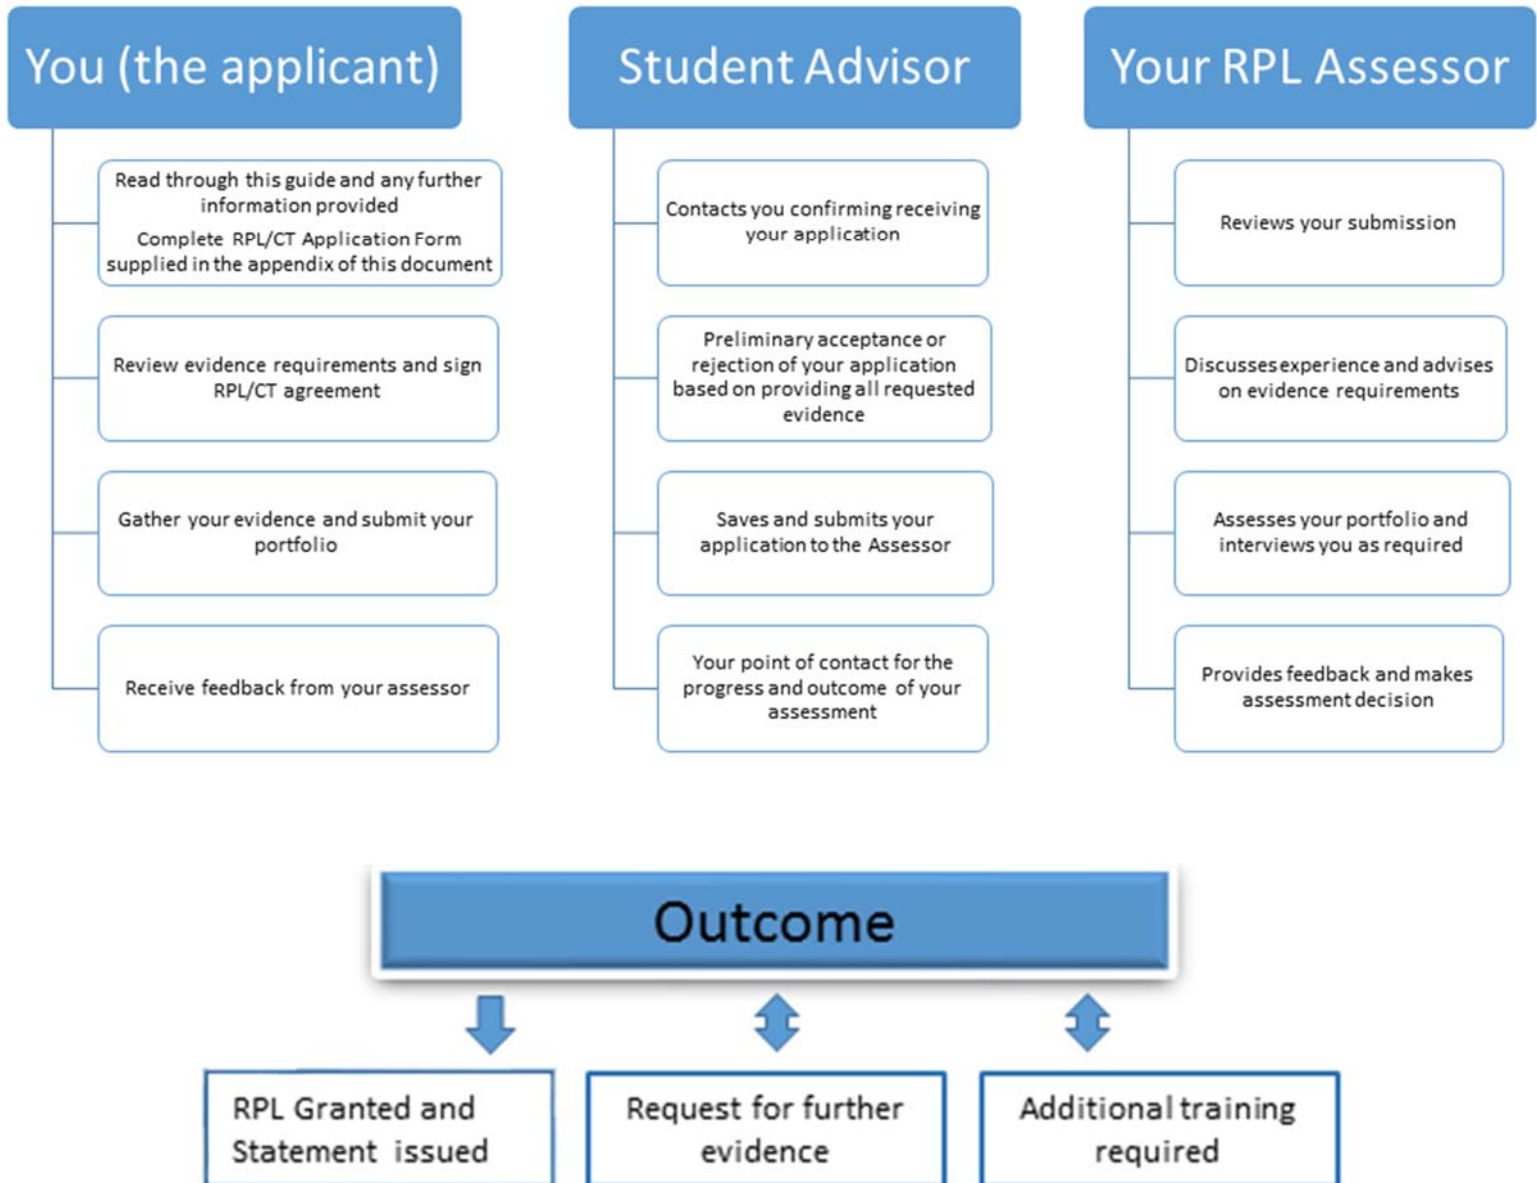 You (the applicant)
Read through this guide and any further
information provided
Complete RPL/CT Application Form
supplied in the appendix of this document
Review evidence requirements and sign
RPL/CT agreement
Gather your evidence and submit your
portfolio
Receive feedback from your assessor
Student Advisor
Contacts you confirming receiving
your application
Preliminary acceptance or
rejection of your application
based on providing all requested
evidence
Saves and submits your
application to the Assessor
Your point of contact for the
progress and outcome of your
assessment
Your RPL Assessor
Reviews your submission
Discusses experience and advises
on evidence requirements
Assesses your portfolio and
interviews you as required
Provides feedback and makes
assessment decision
Outcome
RPL Granted and
Statement issued
Request for further
evidence
Additional training
required